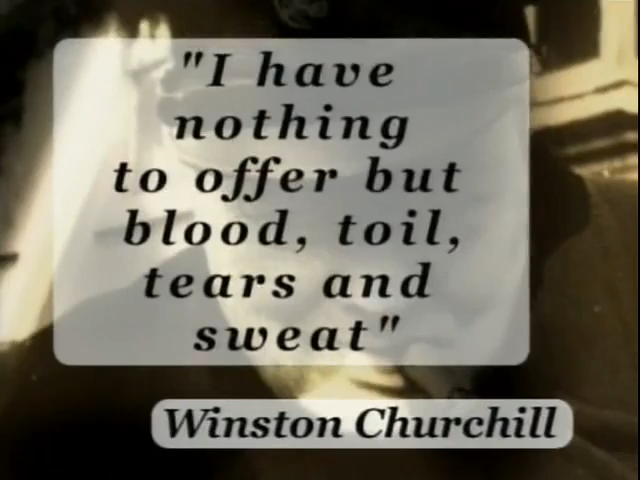 "I have
nothing
to offer but
blood, toil,
tears and
sweat"
Winston Churchill